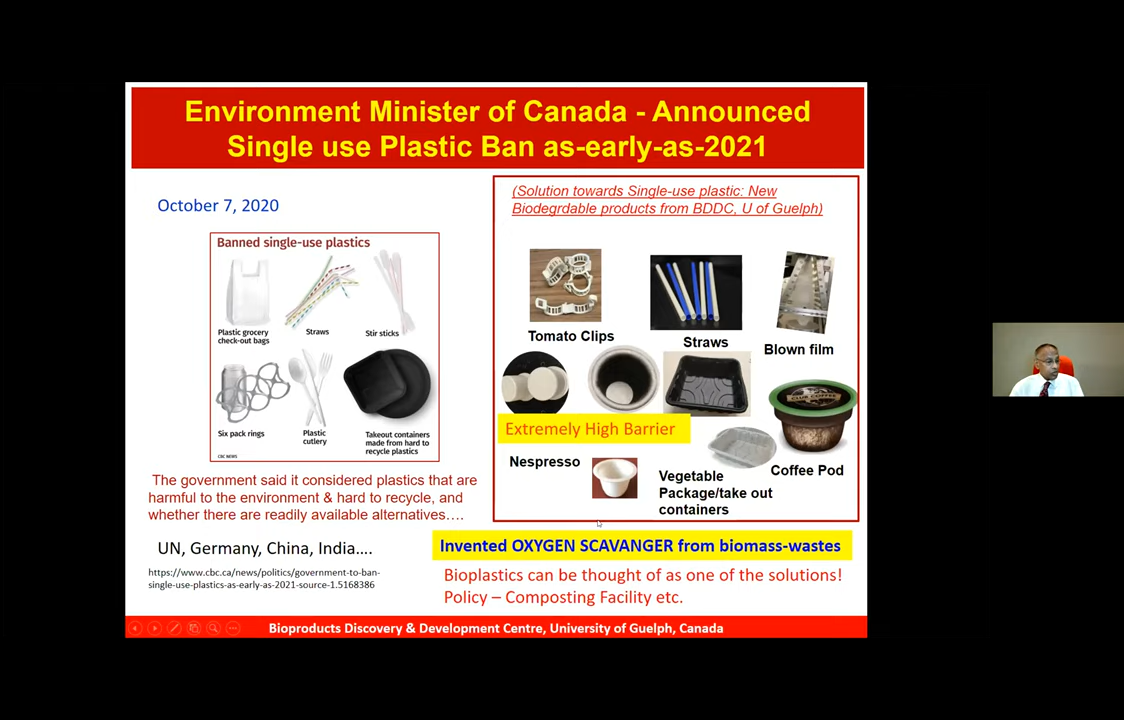 Environment Minister of Canada - Announced
Single use Plastic Ban as-early-as-2021
October 7, 2020
Banned single-use plastics
Plastic grocery
check-out bags
Straws
Stir sticks
Six pack rings
Plastic
cutlery
Takeout containers
made from hard to
recycle plastics
CBC NEWS
The government said it considered plastics that are
harmful to the environment & hard to recycle, and
whether there are readily available alternatives….
UN, Germany, China, India….
https://www.cbc.ca/news/politics/government-to-ban-
single-use-plastics-as-early-as-2021-source-1.5168386
(Solution towards Single-use plastic: New
Biodegrdable products from BDDC, U of Guelph)
Tomato Clips
Straws
Blown film
Extremely High Barrier
Nespresso
Vegetable
Package/take out
containers
Coffee Pod
Invented OXYGEN SCAVANGER from biomass-wastes
Bioplastics can be thought of as one of the solutions!
Policy – Composting Facility etc.
Bioproducts Discovery & Development Centre, University of Guelph, Canada